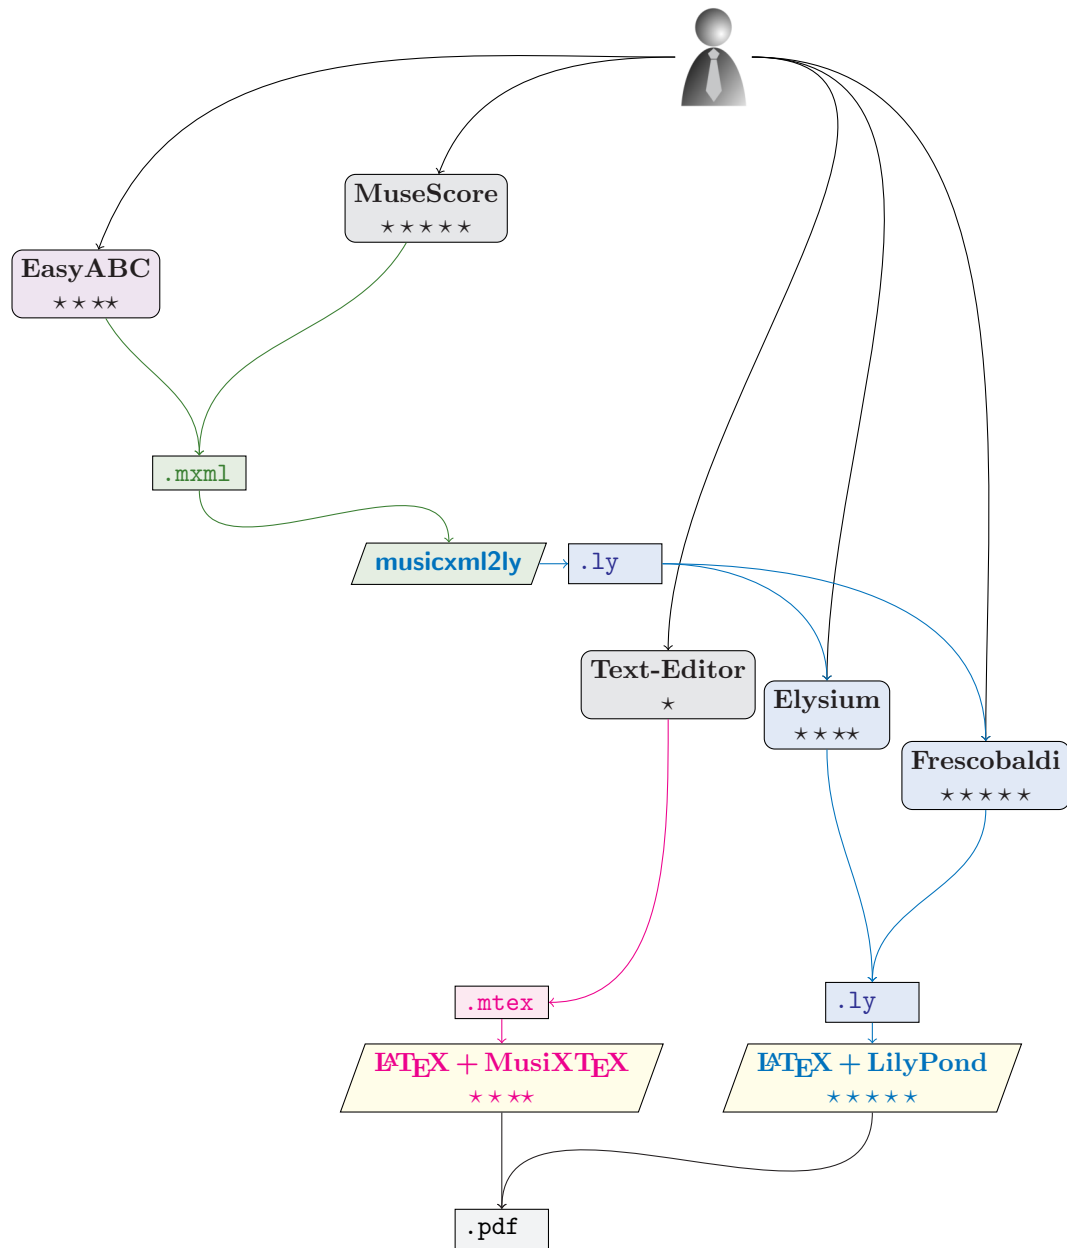 MuseScore
⋆⋆⋆⋆⋆
EasyABC
⋆⋆⋆⋆
.mxml
musicxml2ly
.ly
Text-Editor
⋆
Elysium
⋆⋆⋆⋆
Frescobaldi
⋆⋆⋆⋆⋆
.mtex
.ly
LATEX + MusiXTEX
⋆⋆⋆⋆
LATEX + LilyPond
⋆⋆⋆⋆⋆
.pdf